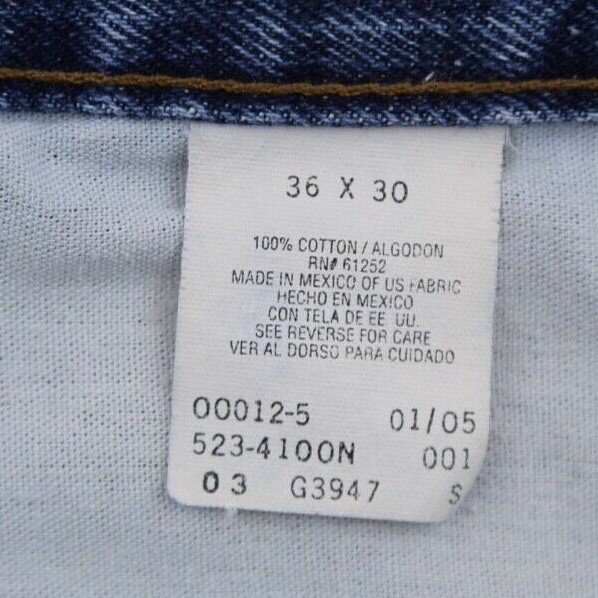 36 X 30
100% COTTON / ALGODON
RN# 61252
MADE IN MEXICO OF US FABRIC
HECHO EN MEXICO
CON TELA DE EE. UU.
SEE REVERSE FOR CARE
VER AL DORSO PARA CUIDADO
00012-5 01/05
523-4100N 001
03 G3947 S